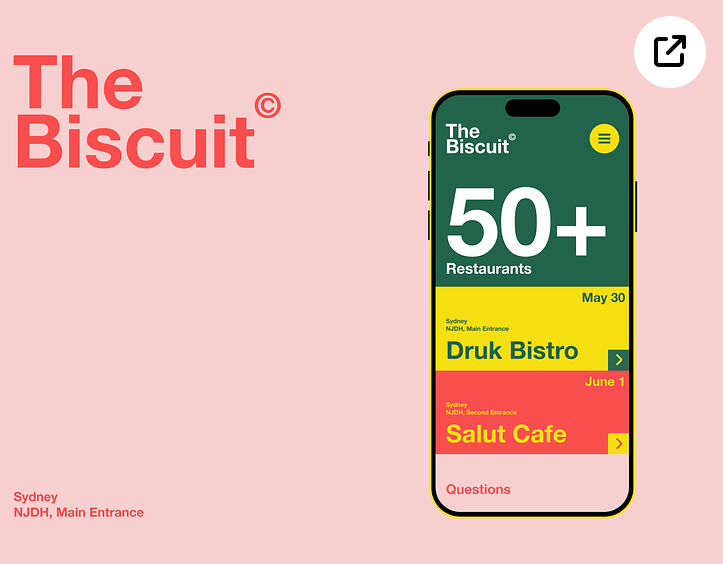 The
Biscuit©
Sydney
NJDH, Main Entrance
The
Biscuit©
50+
Restaurants
May 30
Sydney
NJDH, Main Entrance
Druk Bistro
June 1
Sydney
NJDH, Second Entrance
Salut Cafe
Questions